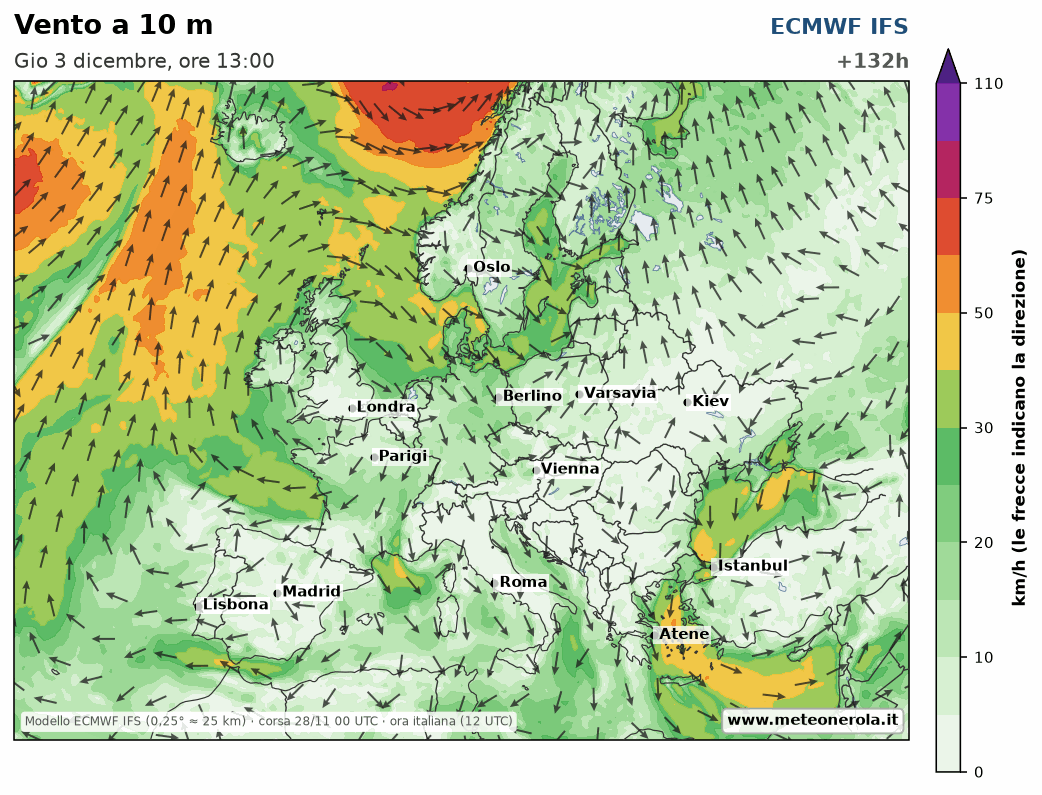 Vento a 10 m
ECMWF IFS
Gio 3 dicembre, ore 13:00
+132h
110
75
50
30
20
10
0
km/h (le frecce indicano la direzione)
Oslo
Berlino
Varsavia
Kiev
Londra
Parigi
Vienna
Istanbul
Roma
Madrid
Lisbona
Atene
Modello ECMWF IFS (0,25° ≈ 25 km) · corsa 28/11 00 UTC · ora italiana (12 UTC)
www.meteonerola.it